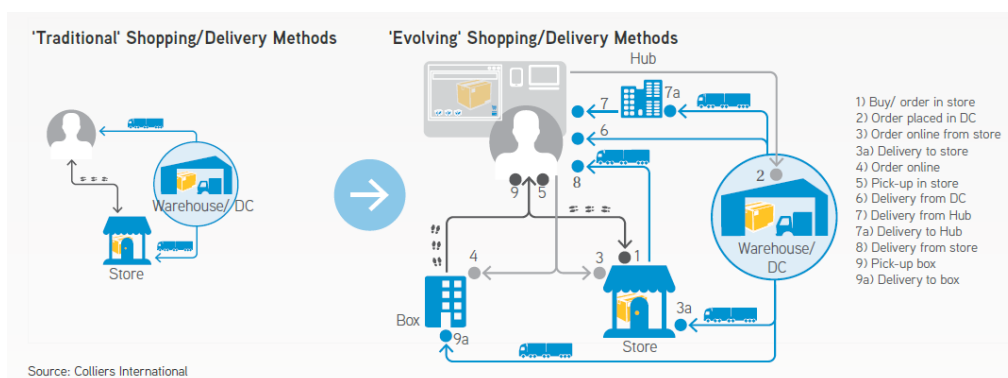 'Traditional' Shopping/Delivery Methods
'Evolving' Shopping/Delivery Methods
Warehouse/ DC
Store
Hub
7
7a
6
8
9
5
2
4
3
1
Warehouse/
DC
Box
9a
3a
Store
1) Buy/ order in store
2) Order placed in DC
3) Order online from store
3a) Delivery to store
4) Order online
5) Pick-up in store
6) Delivery from DC
7) Delivery from Hub
7a) Delivery to Hub
8) Delivery from store
9) Pick-up box
9a) Delivery to box
Source: Colliers International